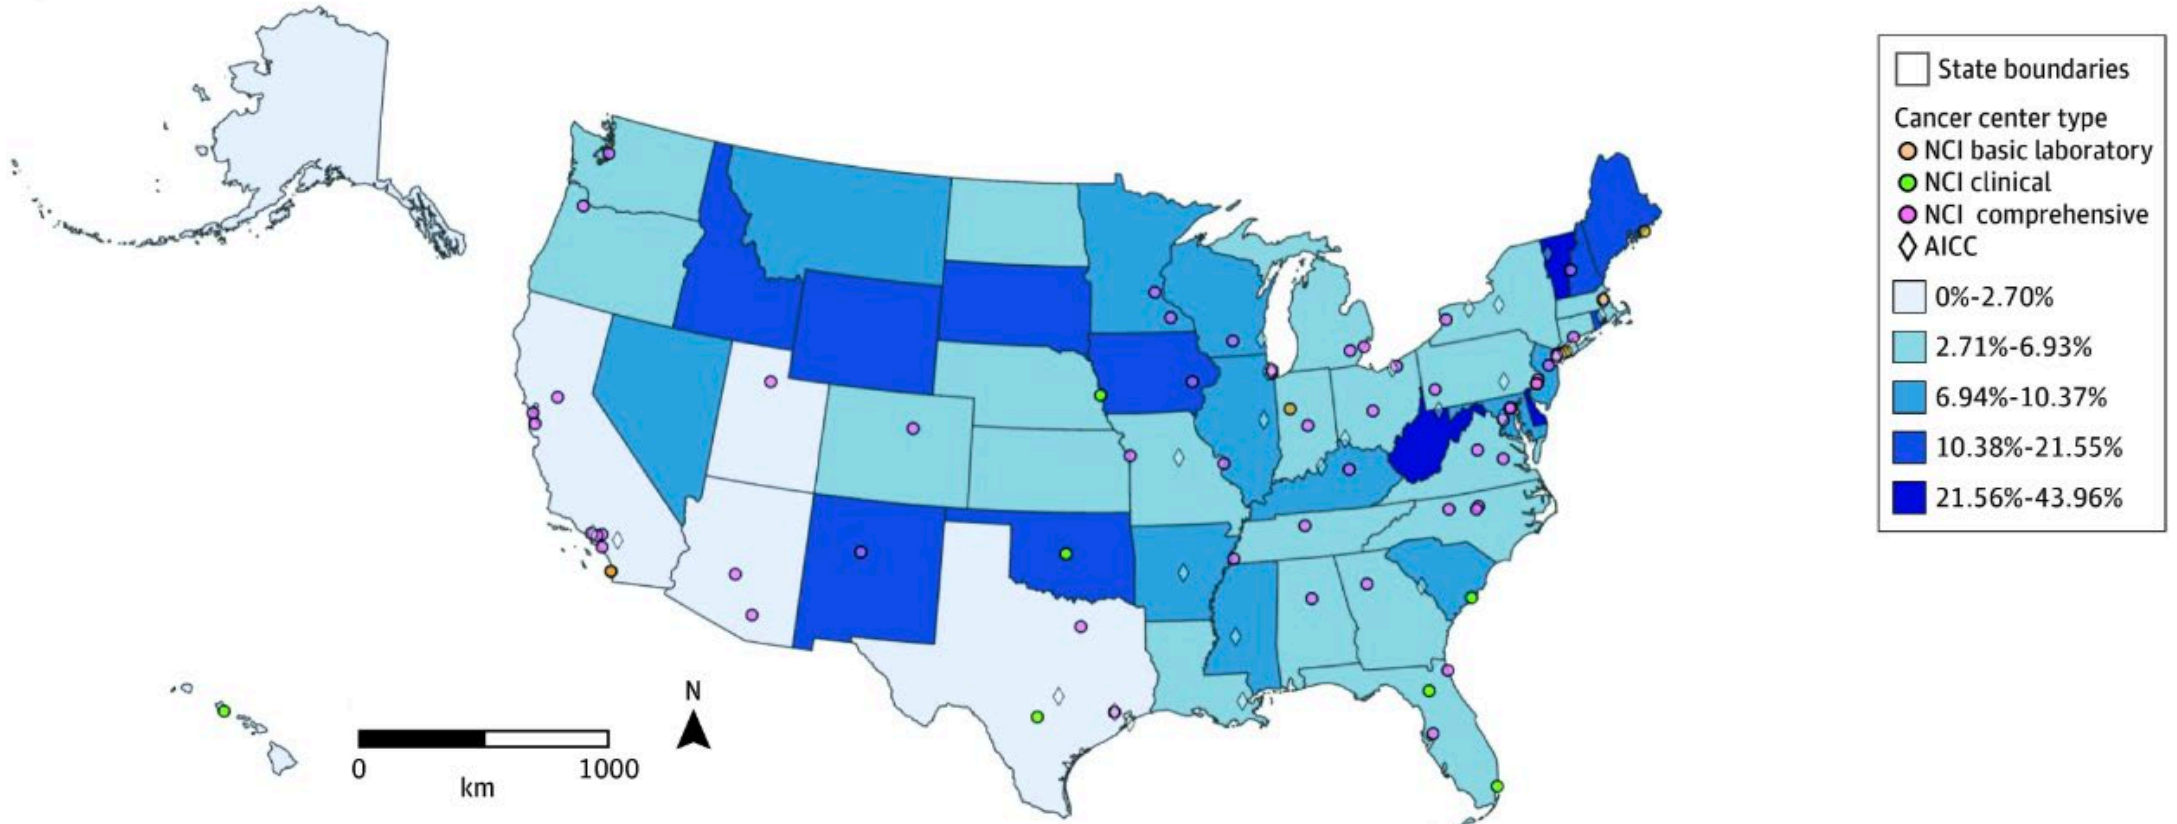 State boundaries
Cancer center type
NCI basic laboratory
NCI clinical
NCI comprehensive
AICC
0%-2.70%
2.71%-6.93%
6.94%-10.37%
10.38%-21.55%
21.56%-43.96%
N
0 1000
km